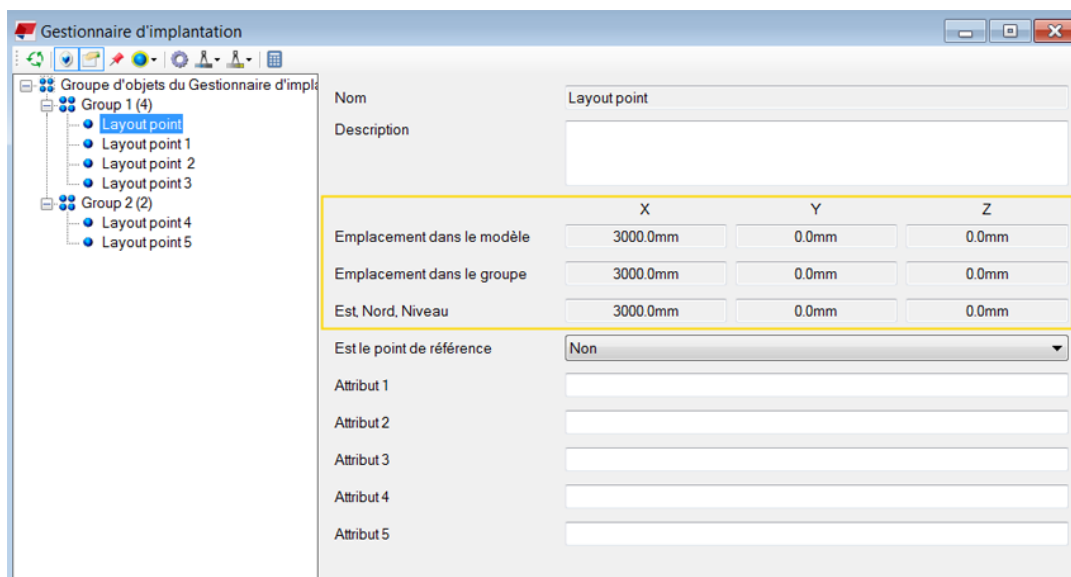 Gestionnaire d'implantation
Groupe d'objets du Gestionnaire d'impla
Group 1 (4)
Layout point
Layout point 1
Layout point 2
Layout point 3
Group 2 (2)
Layout point 4
Layout point 5
Nom Layout point
Description
X Y Z
Emplacement dans le modèle 3000.0mm 0.0mm 0.0mm
Emplacement dans le groupe 3000.0mm 0.0mm 0.0mm
Est, Nord, Niveau 3000.0mm 0.0mm 0.0mm
Est le point de référence Non
Attribut 1
Attribut 2
Attribut 3
Attribut 4
Attribut 5